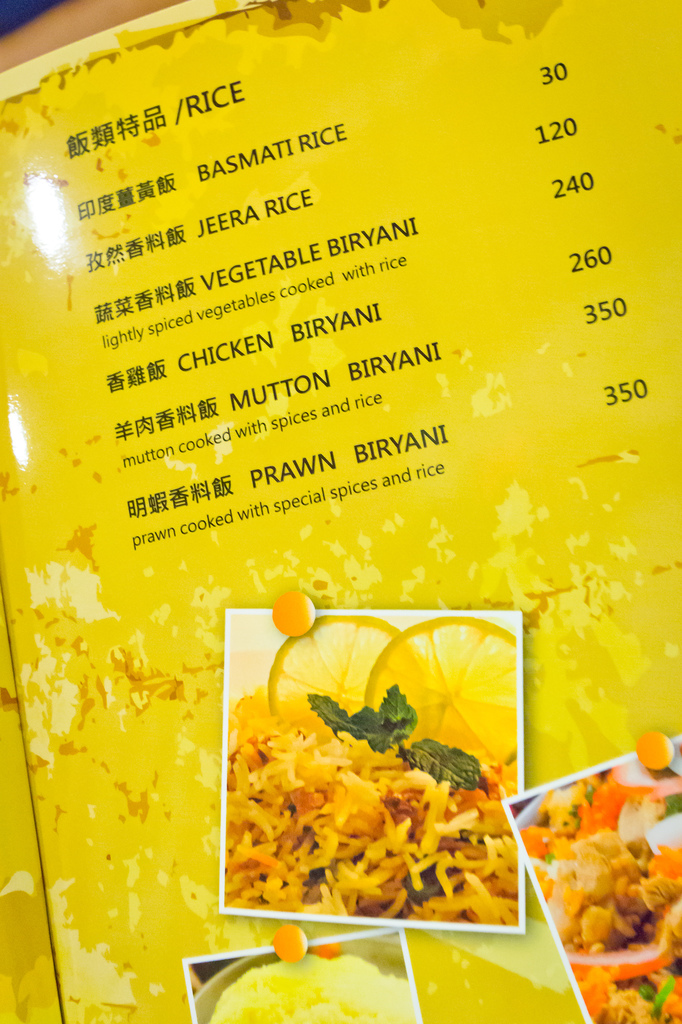 飯類特品 /RICE
印度薑黃飯 BASMATI RICE 30
孜然香料飯 JEERA RICE 120
蔬菜香料飯 VEGETABLE BIRYANI 240
lightly spiced vegetables cooked with rice
香雞飯 CHICKEN BIRYANI 260
羊肉香料飯 MUTTON BIRYANI 350
mutton cooked with spices and rice
明蝦香料飯 PRAWN BIRYANI 350
prawn cooked with special spices and rice